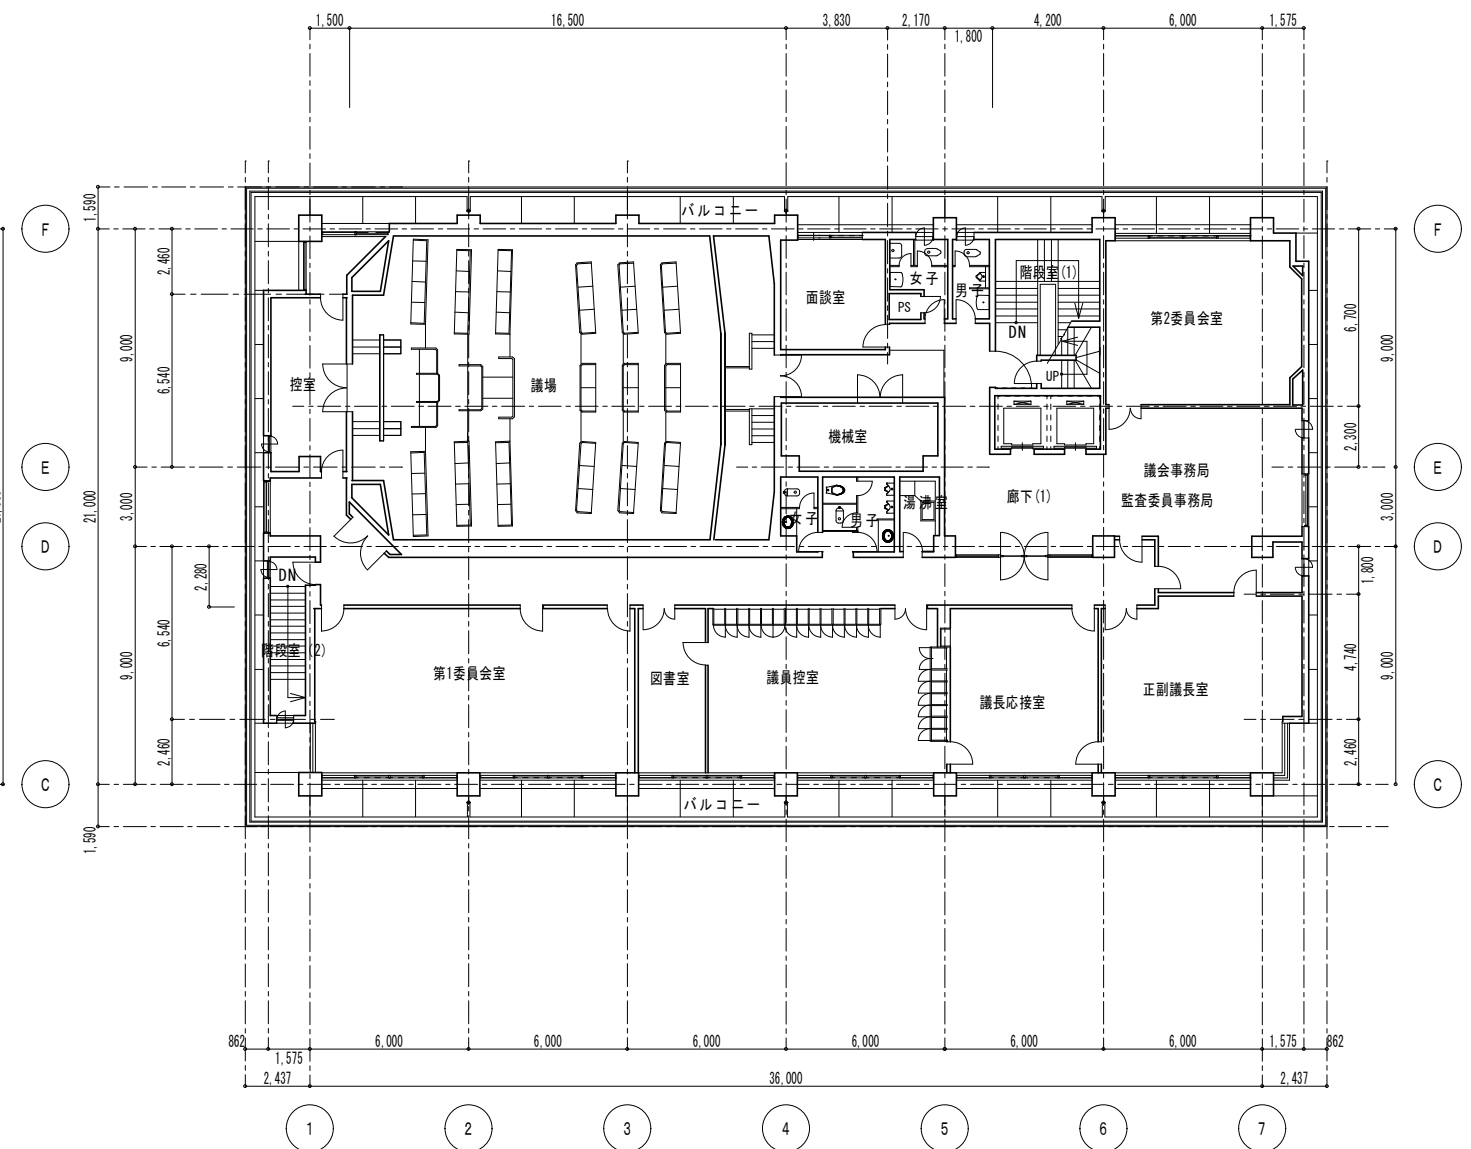 1,500
16,500
3,830
2,170
1,800
4,200
6,000
1,575
バルコニー
1,590
F
F
2,460
9,000
6,540
21,000
E
E
3,000
D
D
2,280
6,540
9,000
2,460
C
C
1,590
6,700
9,000
2,300
3,000
1,800
4,740
9,000
2,460
面談室
女子
男子
PS
階段室(1)
DN
UP
第2委員会室
控室
議場
機械室
女子
男子
湯沸室
廊下(1)
議会事務局
監査委員事務局
DN
階段室(2)
第1委員会室
図書室
議員控室
議長応接室
正副議長室
バルコニー
862
1,575
6,000
6,000
6,000
6,000
6,000
6,000
1,575
862
2,437
36,000
2,437
1
2
3
4
5
6
7